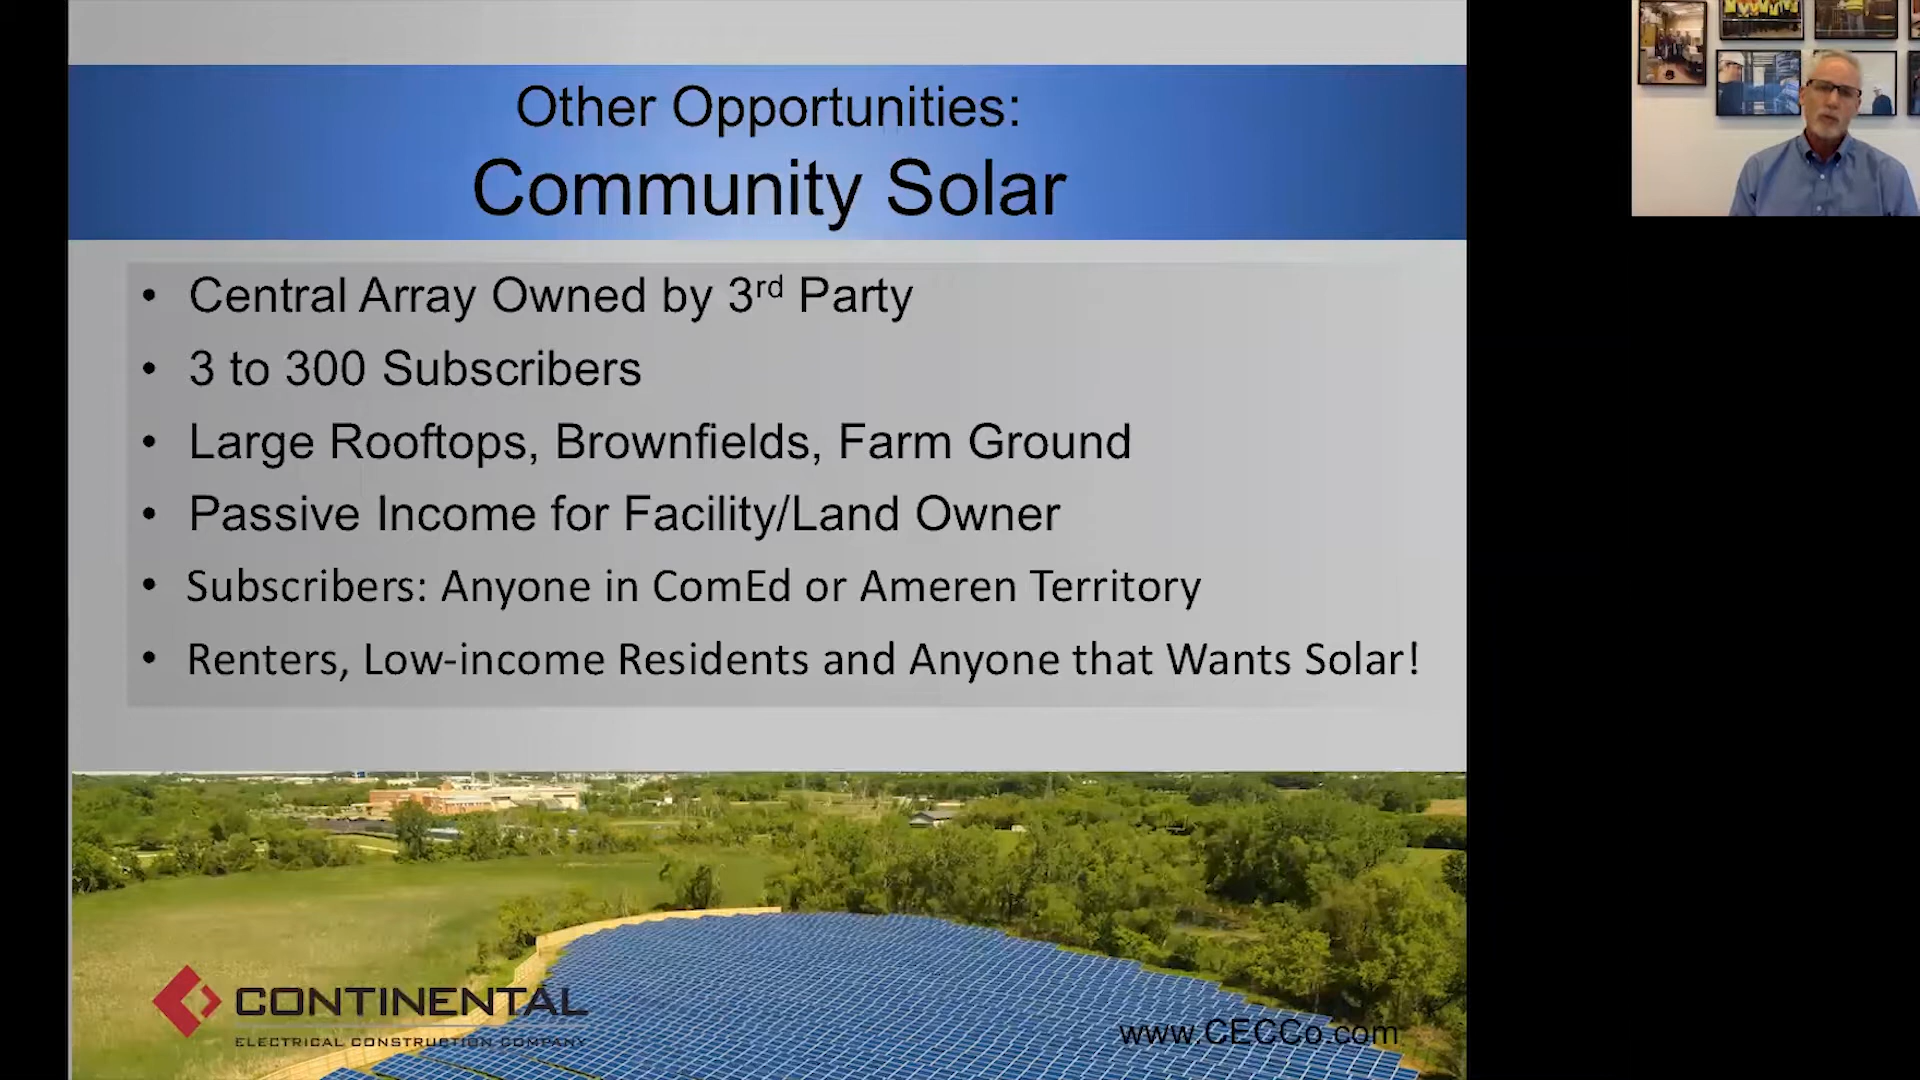 Other Opportunities:
Community Solar
• Central Array Owned by 3rd Party
• 3 to 300 Subscribers
• Large Rooftops, Brownfields, Farm Ground
• Passive Income for Facility/Land Owner
• Subscribers: Anyone in ComEd or Ameren Territory
• Renters, Low-income Residents and Anyone that Wants Solar!
CONTINENTAL
ELECTRICAL CONSTRUCTION COMPANY
www.CECCo.com